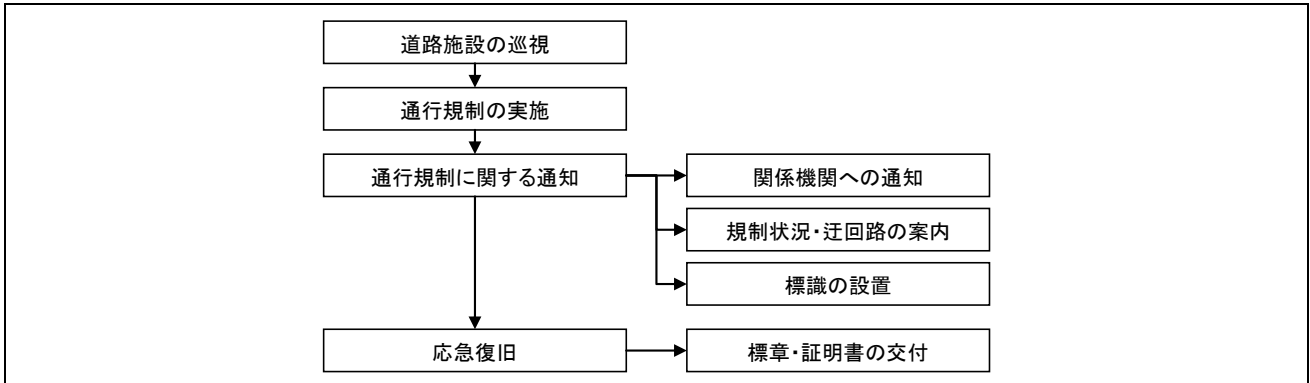 道路施設の巡視
通行規制の実施
通行規制に関する通知
関係機関への通知
規制状況・迂回路の案内
標識の設置
応急復旧
標章・証明書の交付